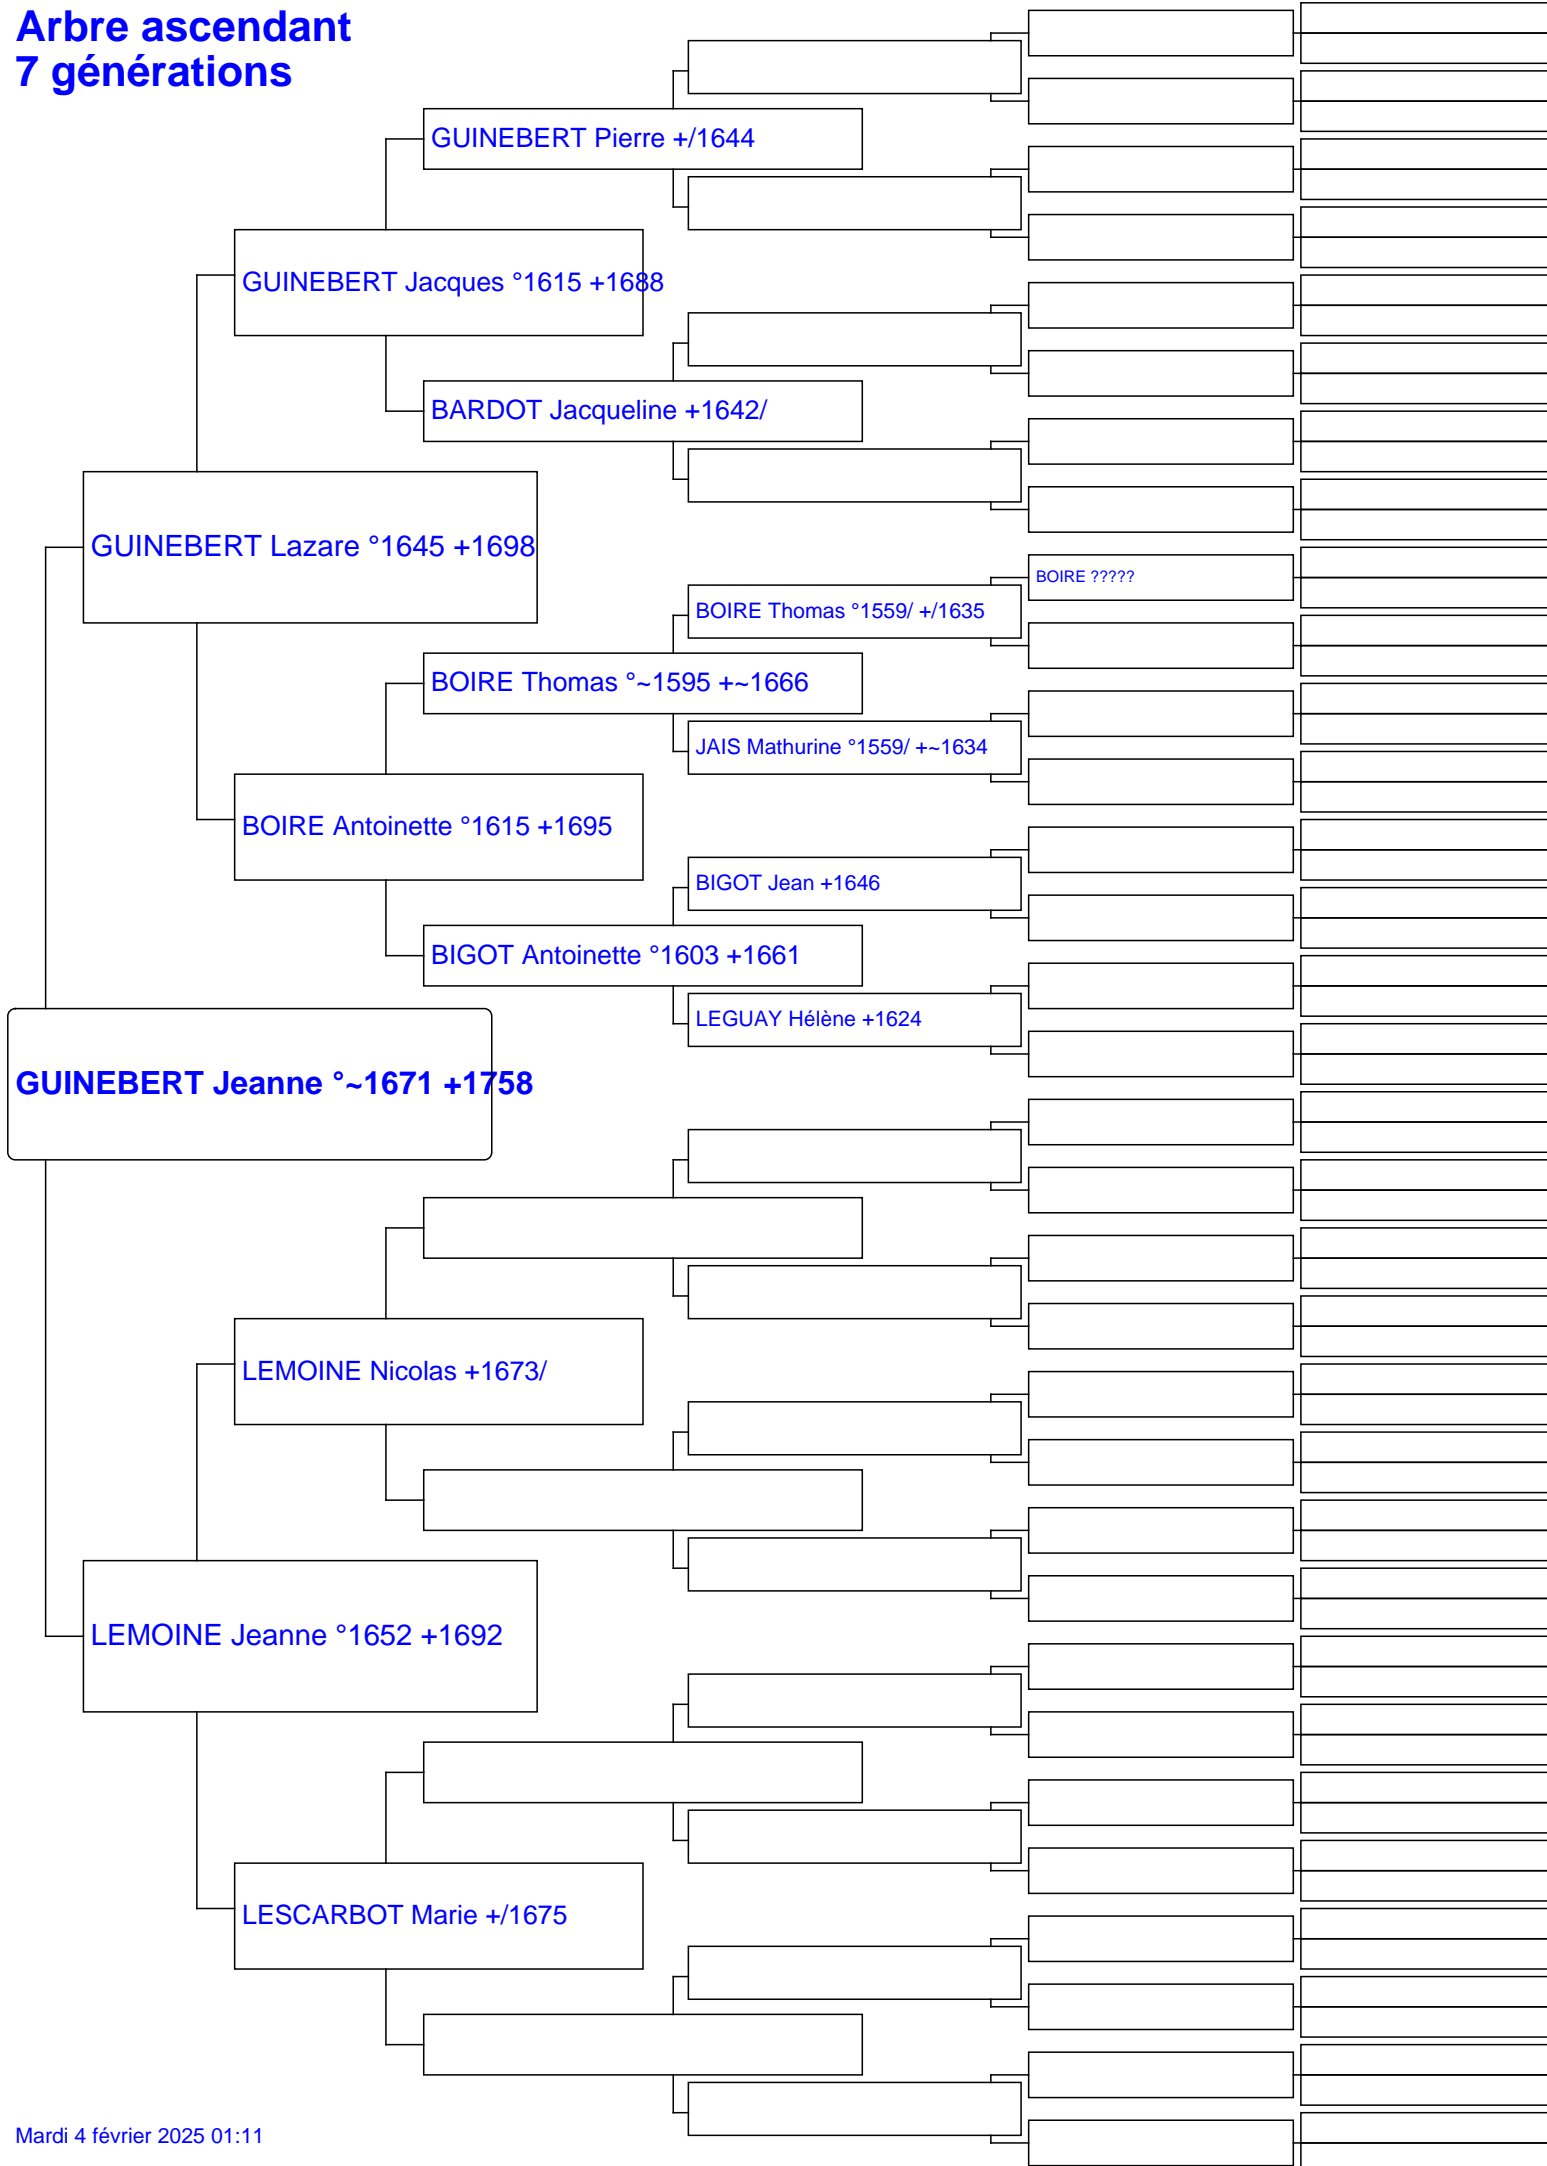 Arbre ascendant
7 générations
GUINEBERT Pierre +/1644
GUINEBERT Jacques °1615 +1688
BARDOT Jacqueline +1642/
GUINEBERT Lazare °1645 +1698
BOIRE ?????
BOIRE Thomas °1559/ +/1635
BOIRE Thomas °~1595 +~1666
JAIS Mathurine °1559/ +~1634
BOIRE Antoinette °1615 +1695
BIGOT Jean +1646
BIGOT Antoinette °1603 +1661
LEGUAY Hélène +1624
GUINEBERT Jeanne °~1671 +1758
LEMOINE Nicolas +1673/
LEMOINE Jeanne °1652 +1692
LESCARBOT Marie +/1675
Mardi 4 février 2025 01:11